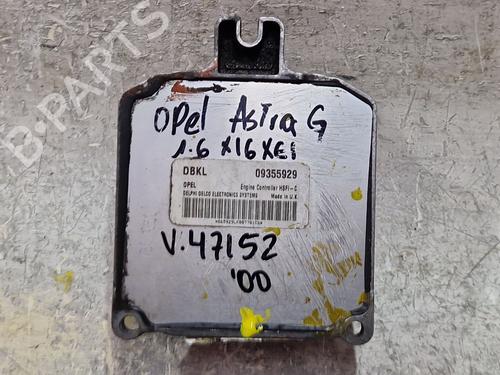 B-PARTS
OPel Astra G
1.6 X16XEl
DBKL 09355929
OPEL Engine Controller HSFI-C
DELPHI DELCO ELECTRONICS SYSTEMS Made in U.K
V.47152
'00